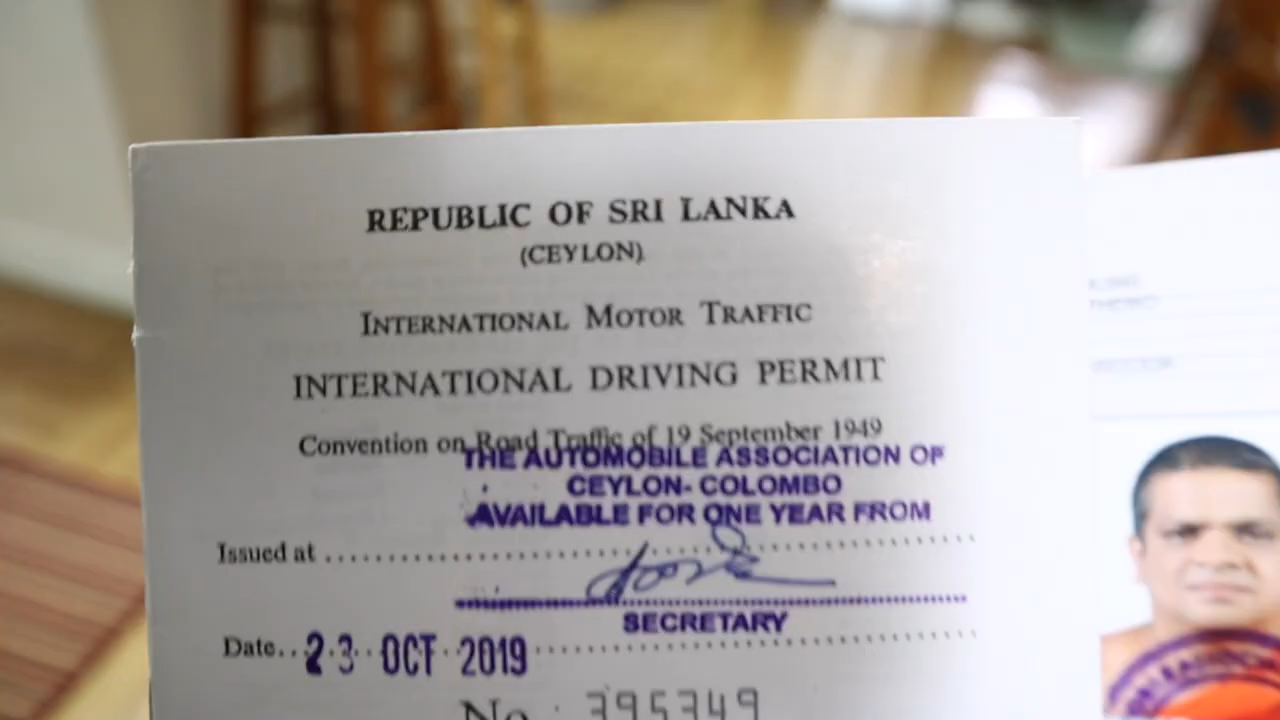 REPUBLIC OF SRI LANKA
(CEYLON)
INTERNATIONAL MOTOR TRAFFIC
INTERNATIONAL DRIVING PERMIT
Convention on Road Traffic of 19 September 1949
THE AUTOMOBILE ASSOCIATION OF
CEYLON- COLOMBO
AVAILABLE FOR ONE YEAR FROM
Issued at
SECRETARY
Date.. 23 OCT 2019
No. 395349